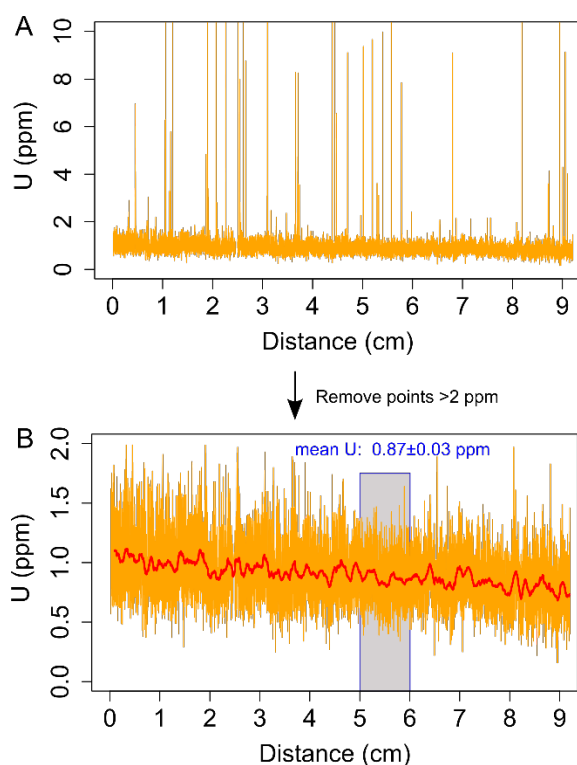 A
10
8
6
4
2
0
U (ppm)
0 1 2 3 4 5 6 7 8 9
Distance (cm)
Remove points >2 ppm
B
mean U: 0.87±0.03 ppm
2.0
1.5
1.0
0.5
0.0
U (ppm)
0 1 2 3 4 5 6 7 8 9
Distance (cm)